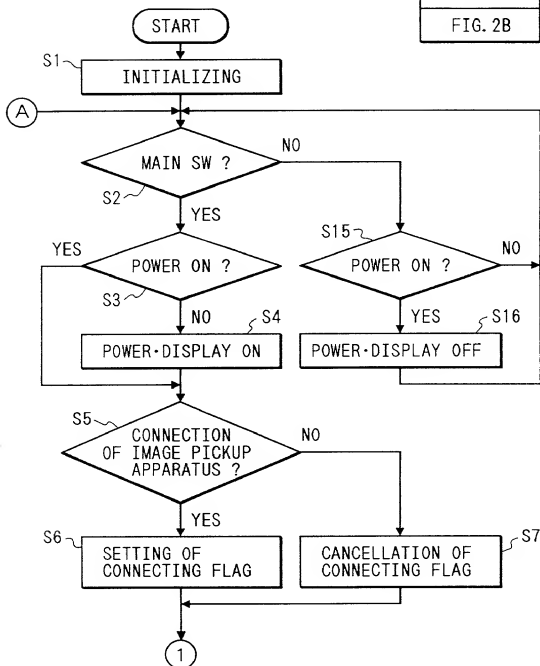 FIG. 2B
START
S1
INITIALIZING
A
MAIN SW ?
NO
S2
YES
S15
YES
POWER ON ?
POWER ON ?
NO
S3
NO
S4
YES
S16
POWER·DISPLAY ON
POWER·DISPLAY OFF
S5
CONNECTION
OF IMAGE PICKUP
APPARATUS ?
NO
YES
S6
SETTING OF
CONNECTING FLAG
CANCELLATION OF
CONNECTING FLAG
S7
1